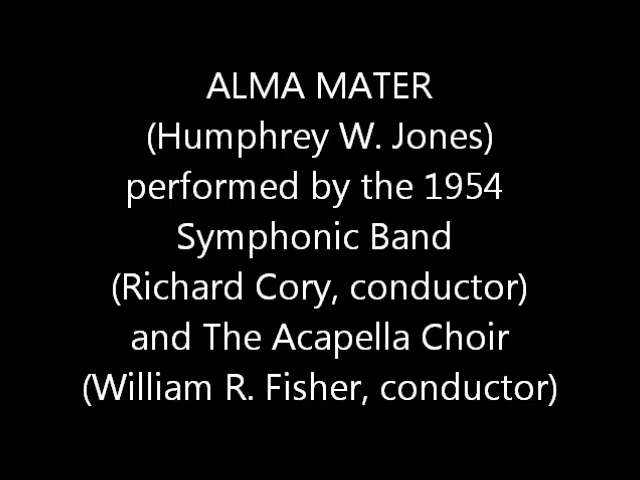 ALMA MATER
(Humphrey W. Jones)
performed by the 1954
Symphonic Band
(Richard Cory, conductor)
and The Acapella Choir
(William R. Fisher, conductor)